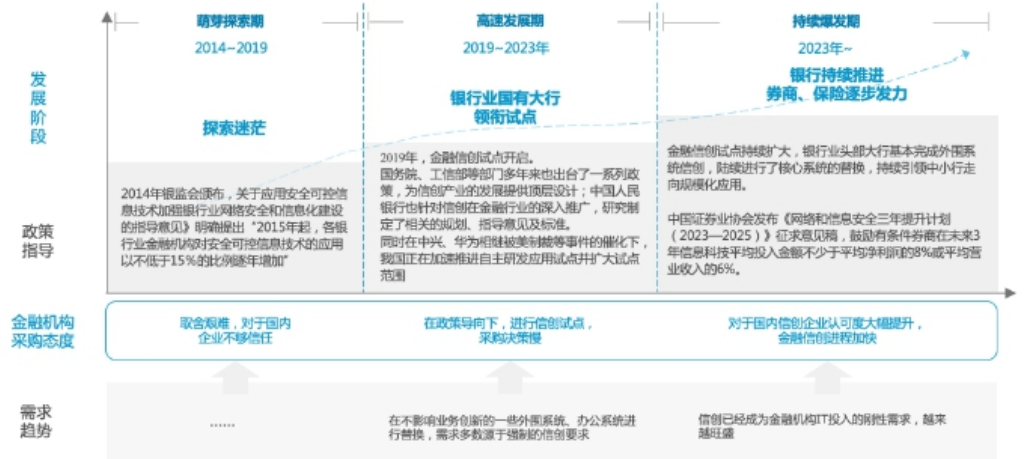 萌芽探索期
高速发展期
持续爆发期
2014~2019
2019~2023年
2023年~
发展阶段
探索迷茫
银行业国有大行
领衔试点
银行持续推进
券商、保险逐步发力
政策
指导
2014年银监会颁布，关于应用安全可控信
息技术加强银行业网络安全和信息化建设
的指导意见》明确提出“2015年起，各银
行业金融机构对安全可控信息技术的应用
以不低于15%的比例逐年增加”
2019年，金融信创试点开启。
国务院、工信部等部门多年来也出台了一系列政
策，为信创产业的发展提供顶层设计；中国人民
银行也针对信创在金融行业的深入推广，研究制
定了相关的规划、指导意见及标准。
同时在中兴、华为相继被美制裁等事件的催化下，
我国正在加速推进自主研发应用试点并扩大试点
范围
金融信创试点持续扩大，银行业头部大行基本完成外围系
统信创，陆续进行了核心系统的替换，持续引领中小行走
向规模化应用。
中国证券业协会发布《网络和信息安全三年提升计划
（2023—2025）》征求意见稿，鼓励有条件券商在未来3
年信息科技平均投入金额不少于平均净利润的8%或平均营
业收入的6%。
金融机构
采购态度
取舍艰难，对于国内
企业不够信任
在政策导向下，进行信创试点，
采购决策慢
对于国内信创企业认可度大幅提升，
金融信创进程加快
需求
趋势
……
在不影响业务创新的一些外围系统、办公系统进
行替换，需求多数源于强制的信创要求
信创已经成为金融机构IT投入的刚性需求，越来
越旺盛